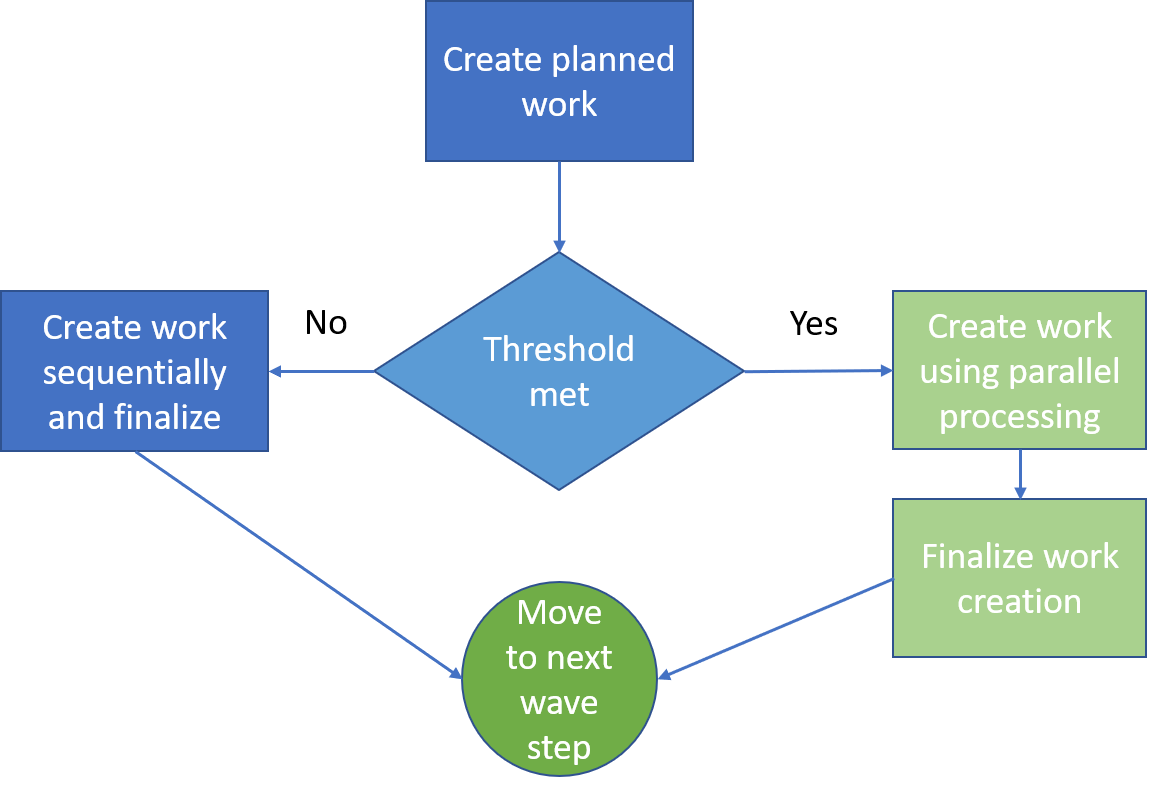 Create planned
work
Threshold
met
No
Yes
Create work
sequentially
and finalize
Create work
using parallel
processing
Finalize work
creation
Move
to next
wave
step